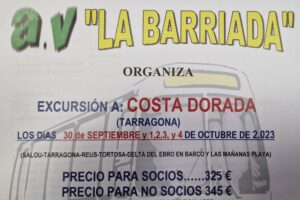 a.v "LA BARRIADA"
ORGANIZA
EXCURSIÓN A: COSTA DORADA
(TARRAGONA)
LOS DÍAS 30 de SEPTIEMBRE y 1,2,3, y 4 DE OCTUBRE DE 2.023
(SALOU-TARRAGONA-REUS-TORTOSA-DELTA DEL EBRO EN BARCO Y LAS MAÑANAS PLAYA)
PRECIO PARA SOCIOS......325 €
PRECIO PARA NO SOCIOS 345 €